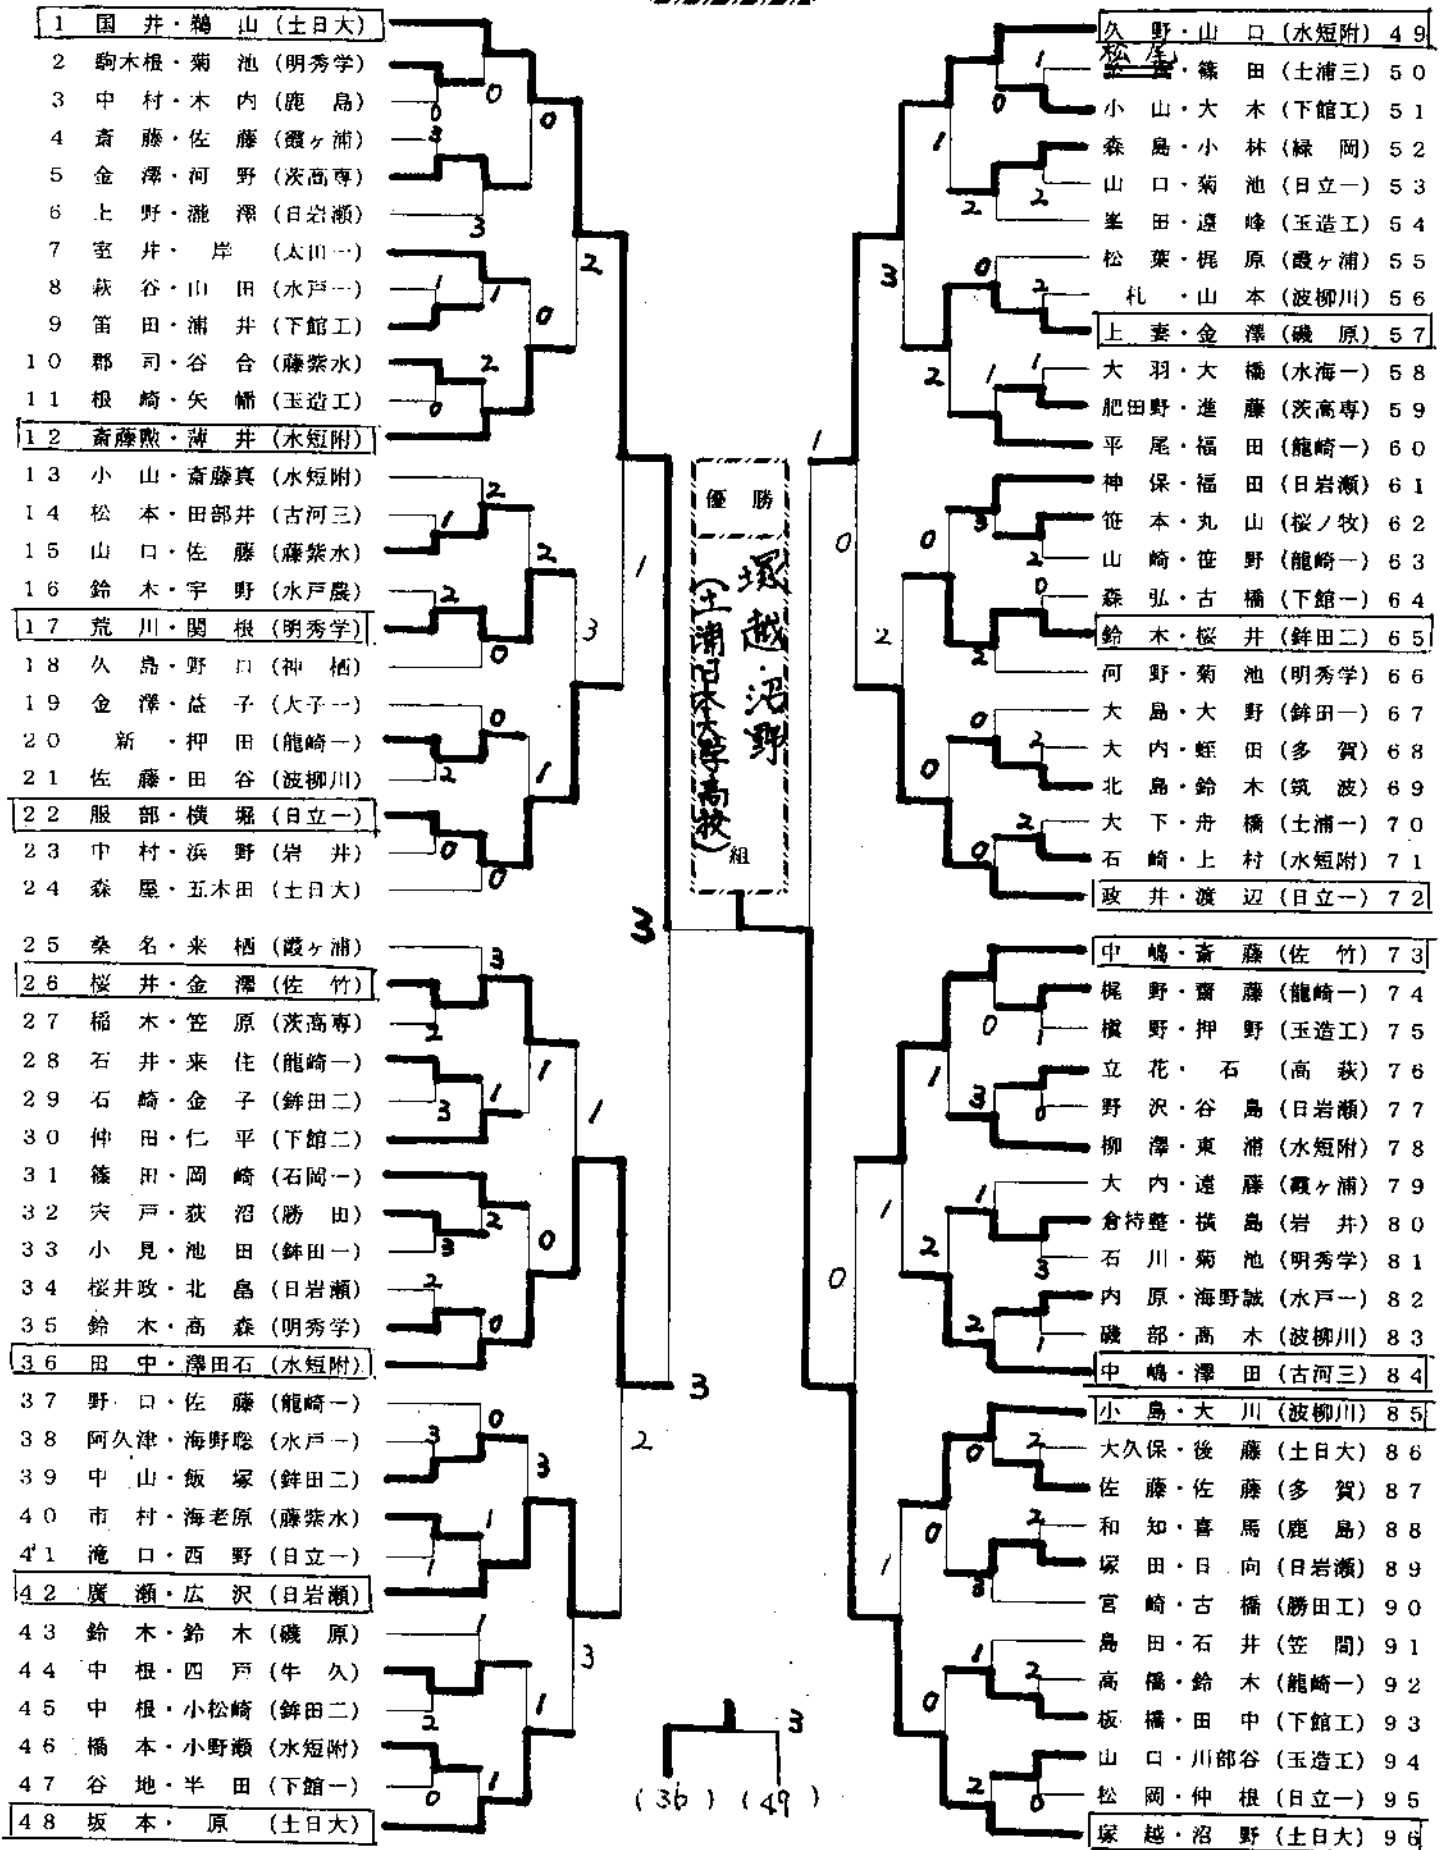 1 国井・鵜山 (土日大)
2 駒木根・菊池 (明秀学)
3 中村・木内 (鹿島)
4 斎藤・佐藤 (霞ヶ浦)
5 金澤・河野 (茨高専)
6 上野・瀧澤 (日岩瀬)
7 室井・岸 (太田一)
8 萩谷・山田 (水戸一)
9 笛田・浦井 (下館工)
10 郡司・谷合 (藤紫水)
11 根崎・矢幡 (玉造工)
12 斎藤勲・薄井 (水短附)
13 小山・斎藤真 (水短附)
14 松本・田部井 (古河三)
15 山口・佐藤 (藤紫水)
16 鈴木・宇野 (水戸農)
17 荒川・関根 (明秀学)
18 久島・野口 (神栖)
19 金澤・益子 (大子一)
20 新・押田 (龍崎一)
21 佐藤・田谷 (波柳川)
22 服部・横堀 (日立一)
23 中村・浜野 (岩井)
24 森屋・五木田 (土日大)
25 桑名・来栖 (霞ヶ浦)
26 桜井・金澤 (佐竹)
27 稲木・笠原 (茨高専)
28 石井・来住 (龍崎一)
29 石崎・金子 (鉾田二)
30 仲田・仁平 (下館二)
31 篠田・岡崎 (石岡一)
32 宍戸・荻沼 (勝田)
33 小見・池田 (鉾田一)
34 桜井政・北畠 (日岩瀬)
35 鈴木・高森 (明秀学)
36 田中・澤田石 (水短附)
37 野口・佐藤 (龍崎一)
38 阿久津・海野聡 (水戸一)
39 中山・飯塚 (鉾田二)
40 市村・海老原 (藤紫水)
41 滝口・西野 (日立一)
42 廣瀬・広沢 (日岩瀬)
43 鈴木・鈴木 (磯原)
44 中根・四戸 (牛久)
45 中根・小松崎 (鉾田二)
46 橋本・小野瀬 (水短附)
47 谷地・半田 (下館一)
48 坂本・原 (土日大)
優勝
塚越・沼野
(土浦日本大学高校)
組
3
3
(36) (49)
3
久野・山口 (水短附) 49
松尾
・篠田 (土浦三) 50
小山・大木 (下館工) 51
森島・小林 (緑岡) 52
山口・菊池 (日立一) 53
峯田・遠峰 (玉造工) 54
松葉・梶原 (霞ヶ浦) 55
札・山本 (波柳川) 56
上妻・金澤 (磯原) 57
大羽・大橋 (水海一) 58
肥田野・進藤 (茨高専) 59
平尾・福田 (龍崎一) 60
神保・福田 (日岩瀬) 61
笹本・丸山 (桜ノ牧) 62
山崎・笹野 (龍崎一) 63
森弘・古橋 (下館一) 64
鈴木・桜井 (鉾田二) 65
河野・菊池 (明秀学) 66
大島・大野 (鉾田一) 67
大内・蛭田 (多賀) 68
北島・鈴木 (筑波) 69
大下・舟橋 (土浦一) 70
石崎・上村 (水短附) 71
政井・渡辺 (日立一) 72
中嶋・斎藤 (佐竹) 73
梶野・齋藤 (龍崎一) 74
槙野・押野 (玉造工) 75
立花・石 (高萩) 76
野沢・谷島 (日岩瀬) 77
柳澤・東浦 (水短附) 78
大内・遠藤 (霞ヶ浦) 79
倉持整・横島 (岩井) 80
石川・菊池 (明秀学) 81
内原・海野誠 (水戸一) 82
磯部・高木 (波柳川) 83
中嶋・澤田 (古河三) 84
小島・大川 (波柳川) 85
大久保・後藤 (土日大) 86
佐藤・佐藤 (多賀) 87
和知・喜馬 (鹿島) 88
塚田・日向 (日岩瀬) 89
宮崎・古橋 (勝田工) 90
島田・石井 (笠間) 91
高橋・鈴木 (龍崎一) 92
板橋・田中 (下館工) 93
山口・川部谷 (玉造工) 94
松岡・仲根 (日立一) 95
塚越・沼野 (土日大) 96